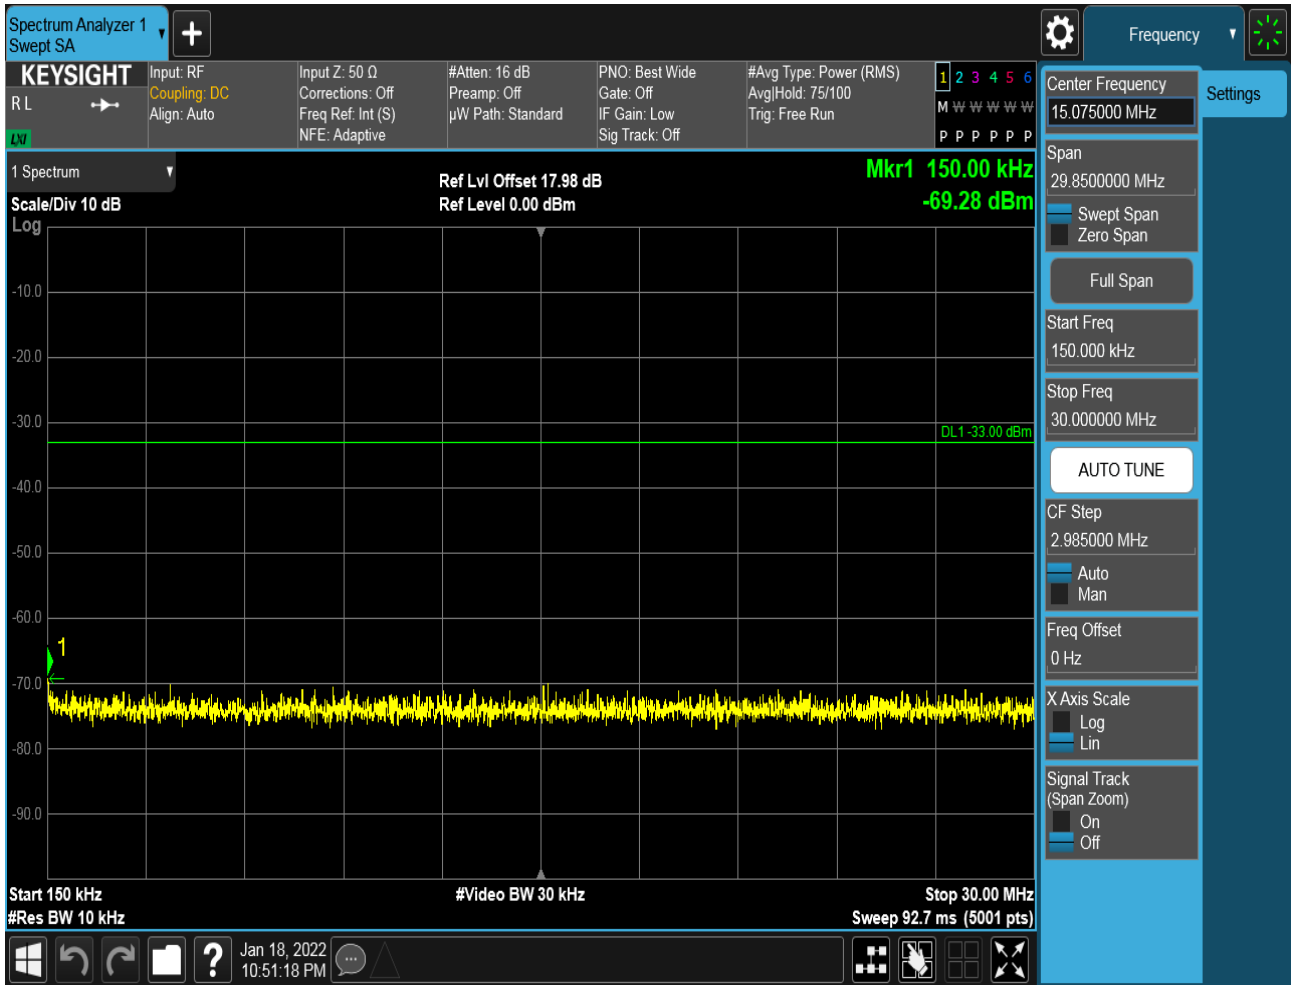 Spectrum Analyzer 1
Swept SA
Frequency
KEYSIGHT
R L
LXI
Input: RF
Coupling: DC
Align: Auto
Input Z: 50 Ω
Corrections: Off
Freq Ref: Int (S)
NFE: Adaptive
#Atten: 16 dB
Preamp: Off
µW Path: Standard
PNO: Best Wide
Gate: Off
IF Gain: Low
Sig Track: Off
#Avg Type: Power (RMS)
Avg|Hold: 75/100
Trig: Free Run
1 2 3 4 5 6
M W W W W W
P P P P P P
1 Spectrum
Scale/Div 10 dB
Log
Ref Lvl Offset 17.98 dB
Ref Level 0.00 dBm
Mkr1 150.00 kHz
-69.28 dBm
-10.0
-20.0
-30.0
DL1 -33.00 dBm
-40.0
-50.0
-60.0
1
-70.0
-80.0
-90.0
Start 150 kHz
#Video BW 30 kHz
Stop 30.00 MHz
#Res BW 10 kHz
Sweep 92.7 ms (5001 pts)
Jan 18, 2022
10:51:18 PM
?
Center Frequency
15.075000 MHz
Settings
Span
29.8500000 MHz
Swept Span
Zero Span
Full Span
Start Freq
150.000 kHz
Stop Freq
30.000000 MHz
AUTO TUNE
CF Step
2.985000 MHz
Auto
Man
Freq Offset
0 Hz
X Axis Scale
Log
Lin
Signal Track
(Span Zoom)
On
Off